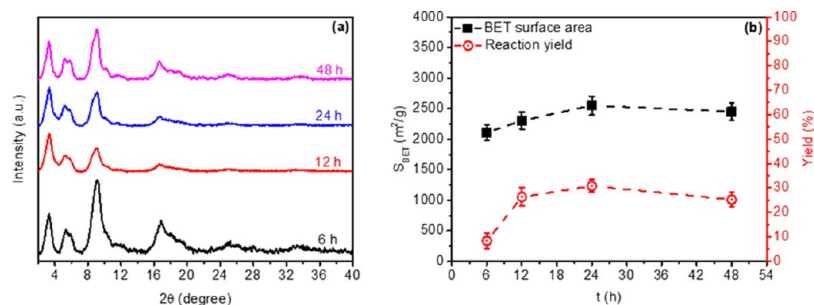 (a)
48 h
24 h
12 h
6 h
Intensity (a.u.)
4 8 12 16 20 24 28 32 36 40
2θ (degree)
(b)
BET surface area
Reaction yield
4000
3500
3000
2500
2000
1500
1000
500
0
S_BET (m²/g)
100
90
80
70
60
50
40
30
20
10
0
Yield (%)
0 6 12 18 24 30 36 42 48 54
t (h)